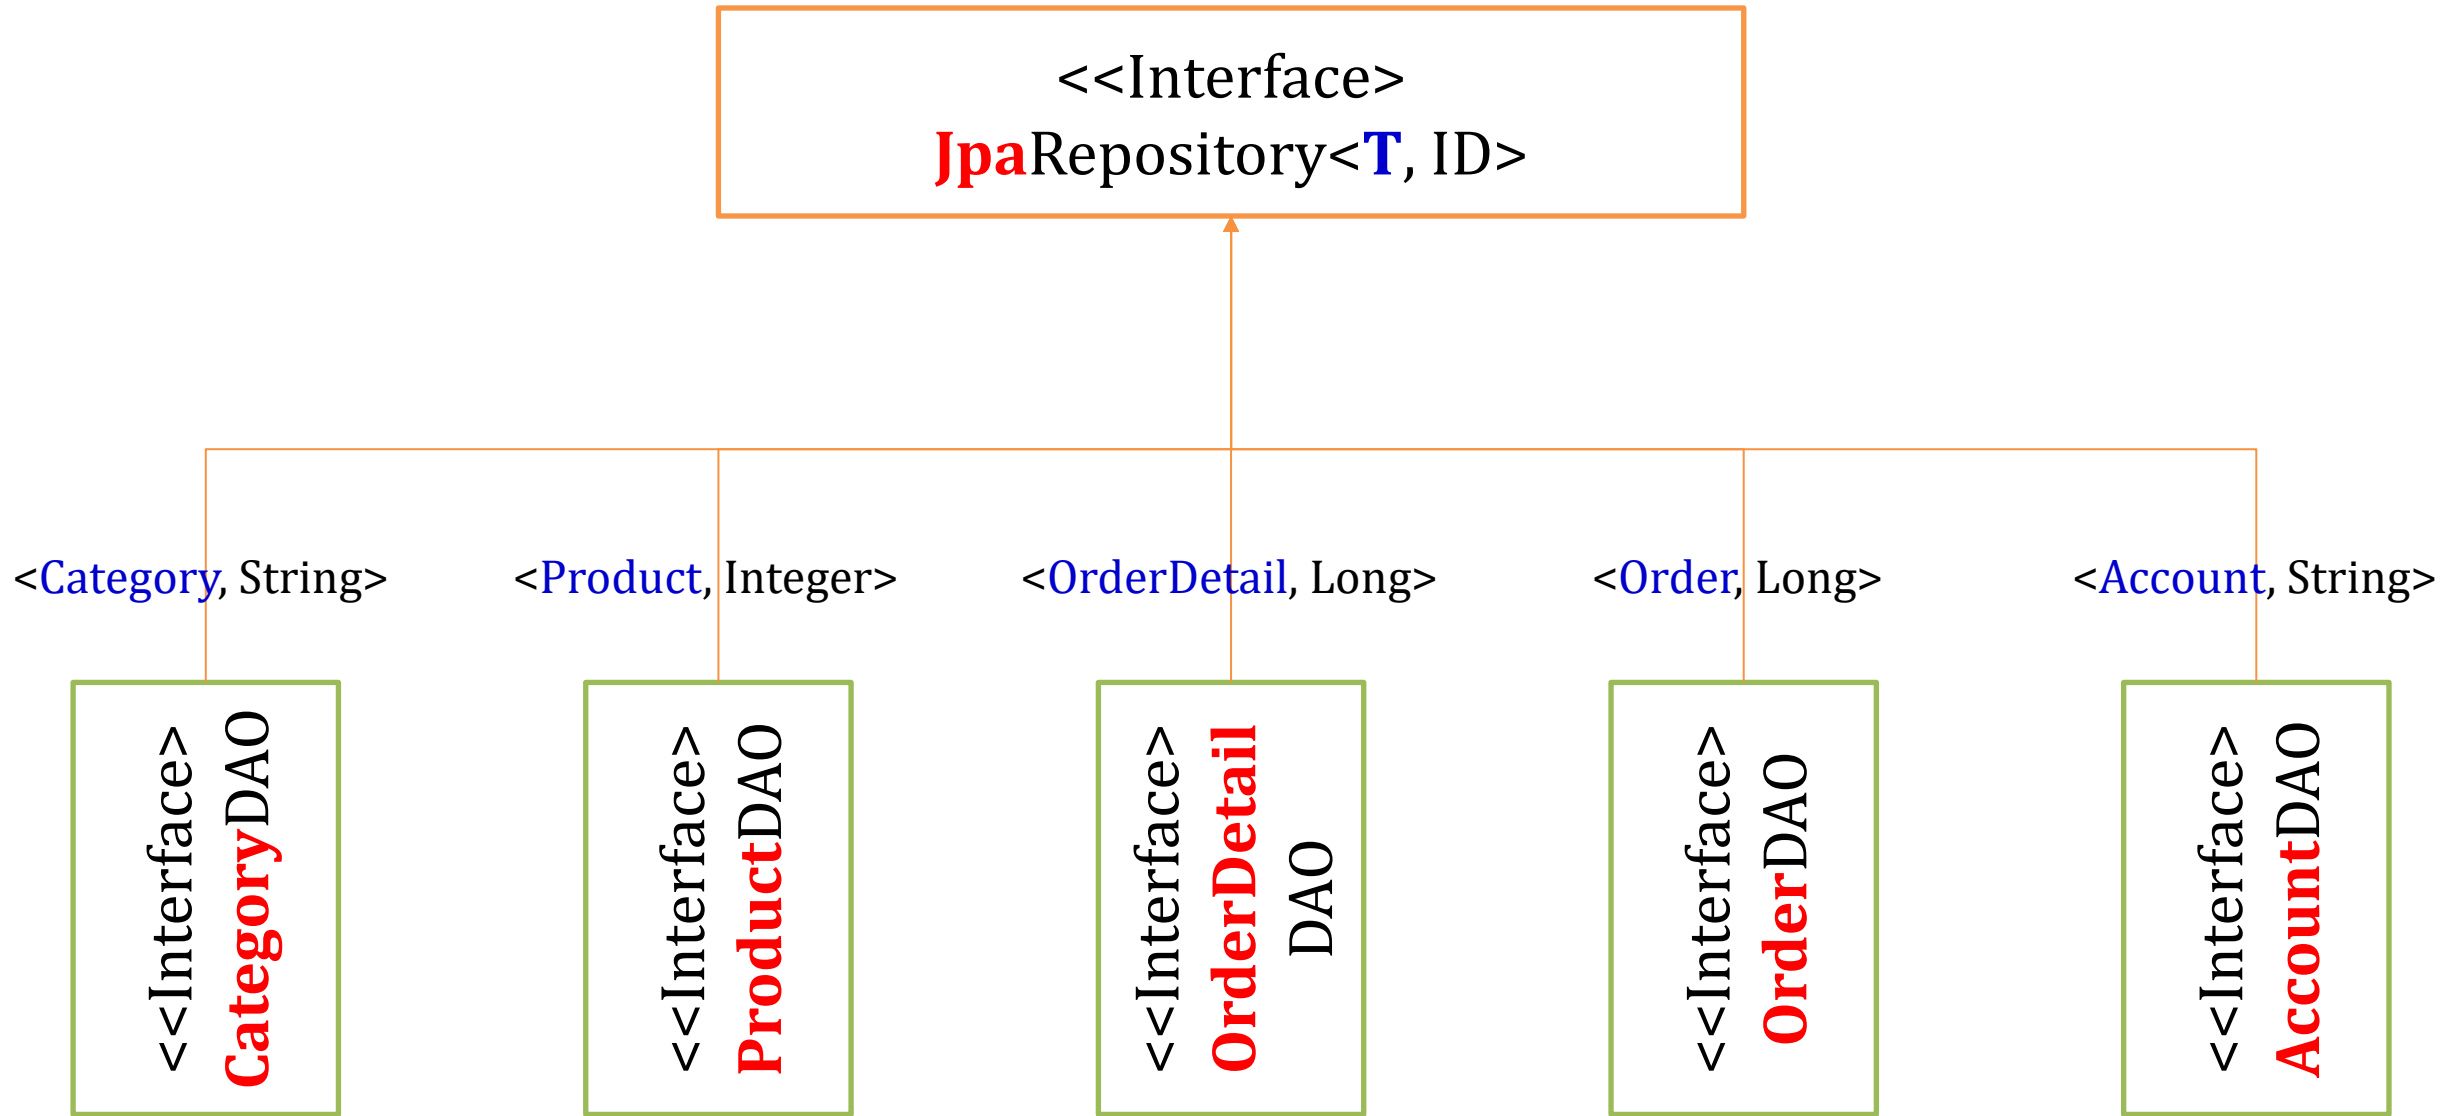 <<Interface>
JpaRepository<T, ID>
<Category, String>
<Product, Integer>
<OrderDetail, Long>
<Order, Long>
<Account, String>
<<Interface>
CategoryDAO
<<Interface>
ProductDAO
<<Interface>
OrderDetail
DAO
<<Interface>
OrderDAO
<<Interface>
AccountDAO